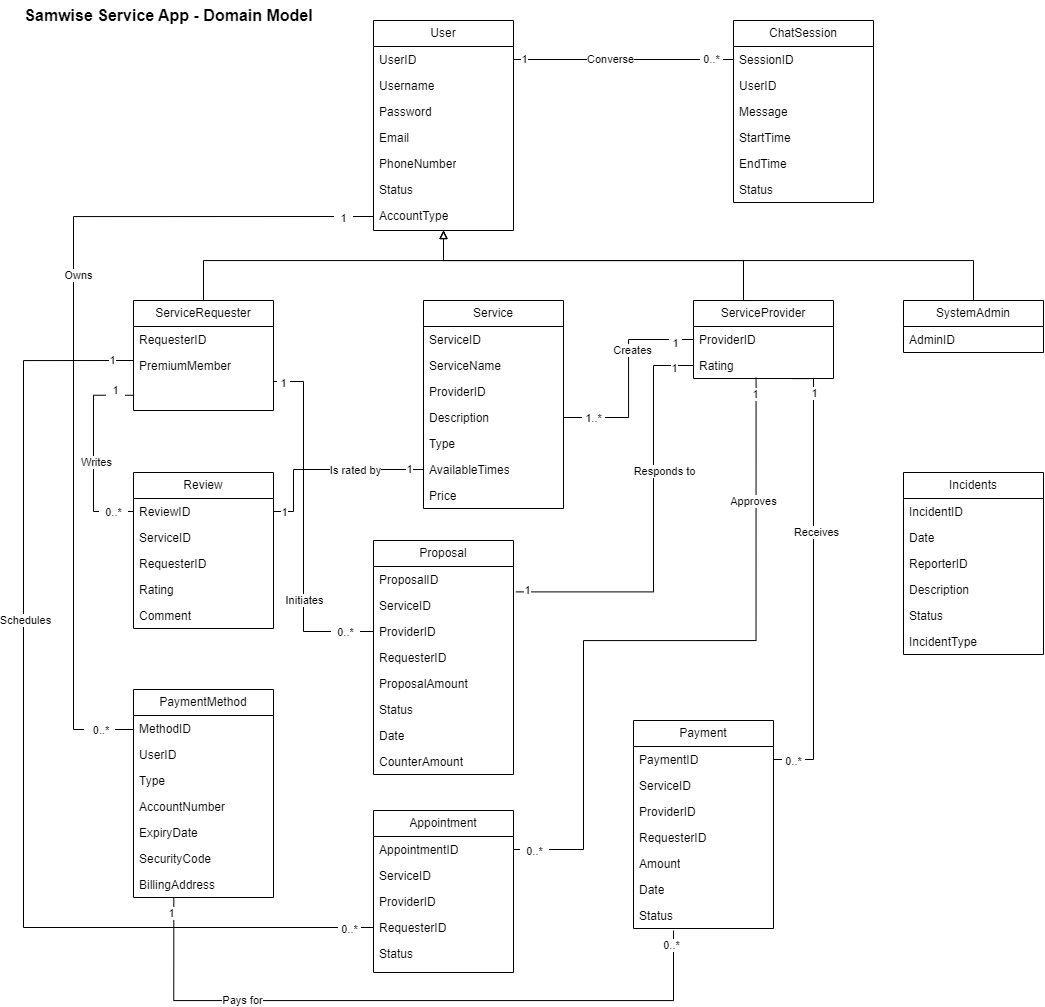 Samwise Service App - Domain Model
User
UserID
Username
Password
Email
PhoneNumber
Status
AccountType
1
Converse
0..*
ChatSession
SessionID
UserID
Message
StartTime
EndTime
Status
1
Owns
ServiceRequester
RequesterID
PremiumMember
1
1
1
Service
ServiceID
ServiceName
ProviderID
Description
Type
AvailableTimes
Price
Creates
1
1..*
1
ServiceProvider
ProviderID
Rating
1
1
SystemAdmin
AdminID
Writes
0..*
Is rated by
1
1
Responds to
Approves
Receives
Review
ReviewID
ServiceID
RequesterID
Rating
Comment
Incidents
IncidentID
Date
ReporterID
Description
Status
IncidentType
Schedules
Initiates
0..*
1
Proposal
ProposalID
ServiceID
ProviderID
RequesterID
ProposalAmount
Status
Date
CounterAmount
0..*
PaymentMethod
MethodID
UserID
Type
AccountNumber
ExpiryDate
SecurityCode
BillingAddress
1
Payment
PaymentID
ServiceID
ProviderID
RequesterID
Amount
Date
Status
0..*
0..*
Appointment
AppointmentID
ServiceID
ProviderID
RequesterID
Status
0..*
0..*
Pays for